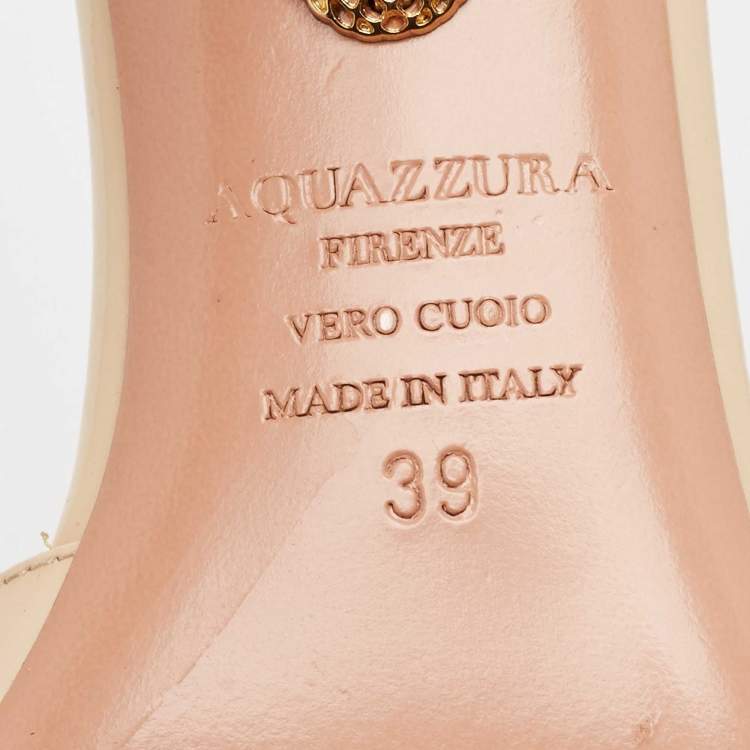 AQUAZZURA
FIRENZE
VERO CUOIO
MADE IN ITALY
39